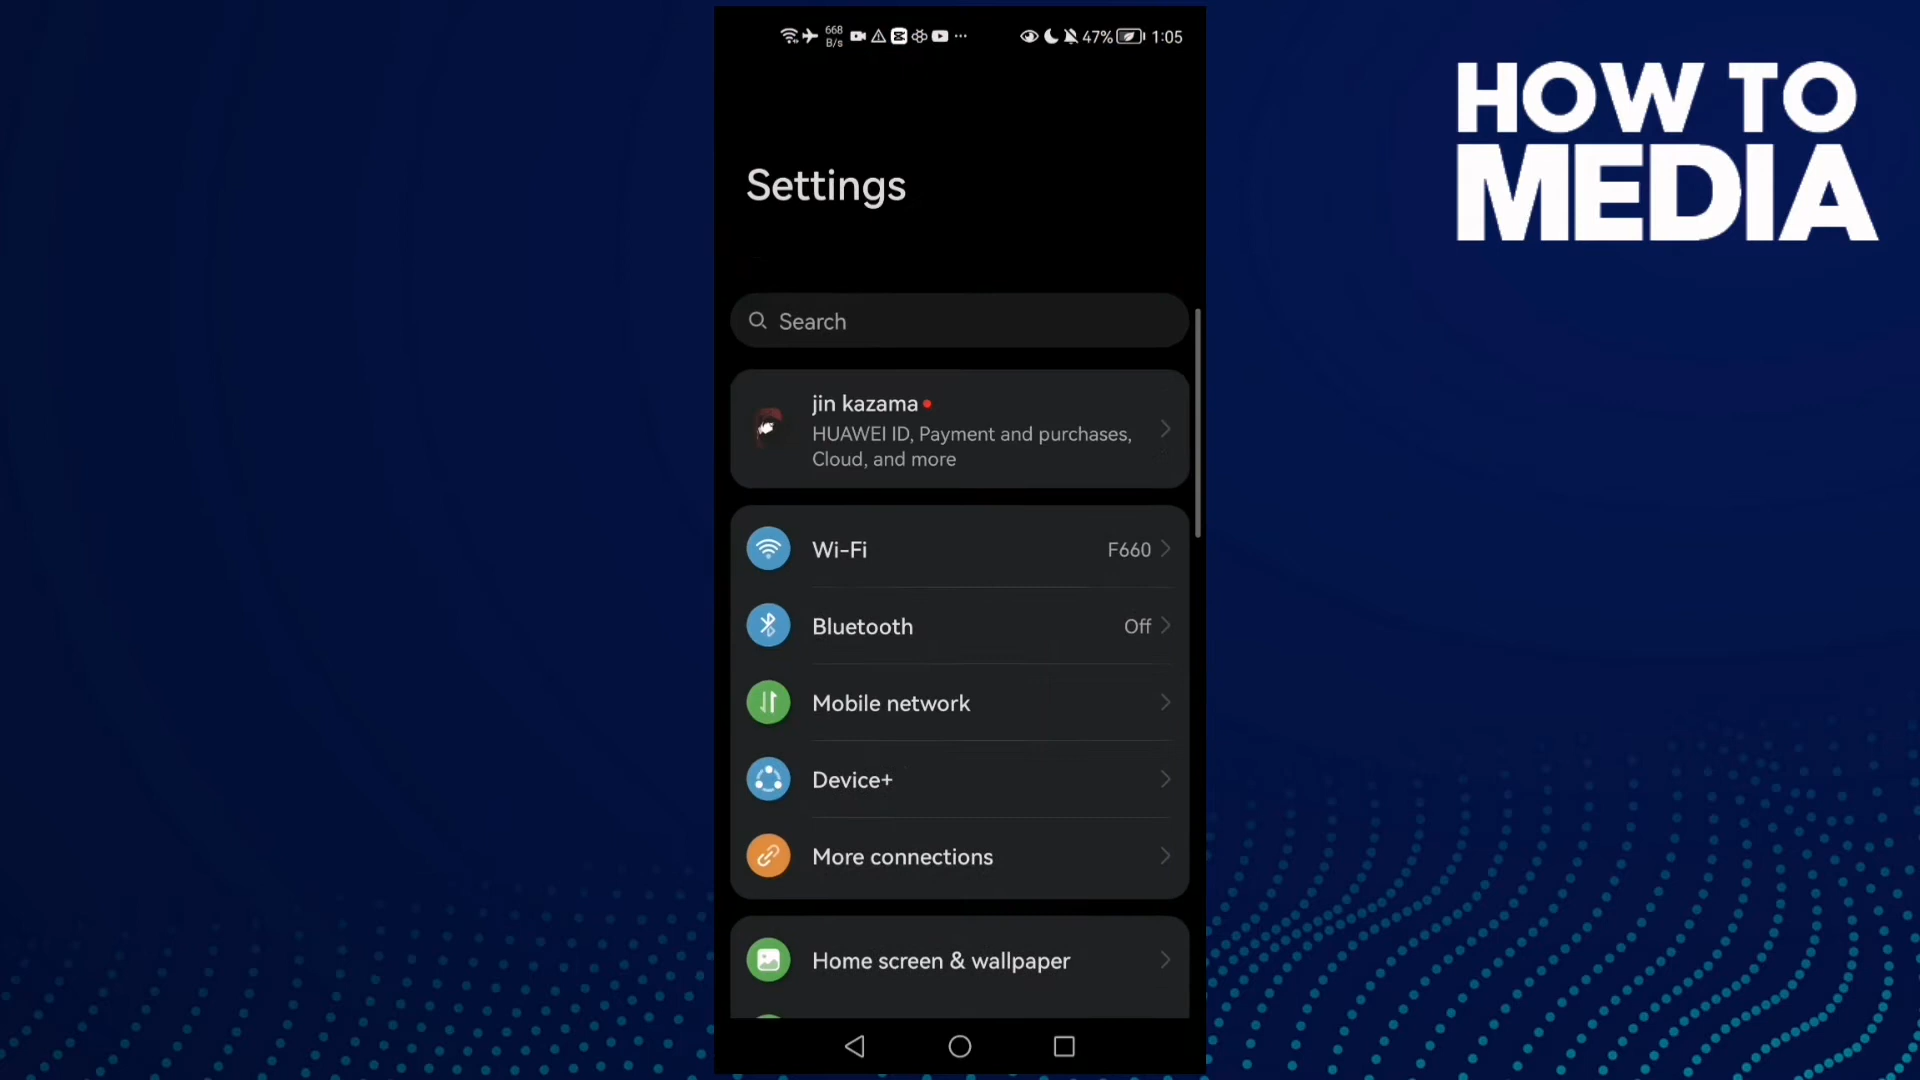 668
B/s
47%
1:05
HOW TO
MEDIA
Settings
Search
jin kazama
HUAWEI ID, Payment and purchases,
Cloud, and more
Wi-Fi
F660
Bluetooth
Off
Mobile network
Device+
More connections
Home screen & wallpaper